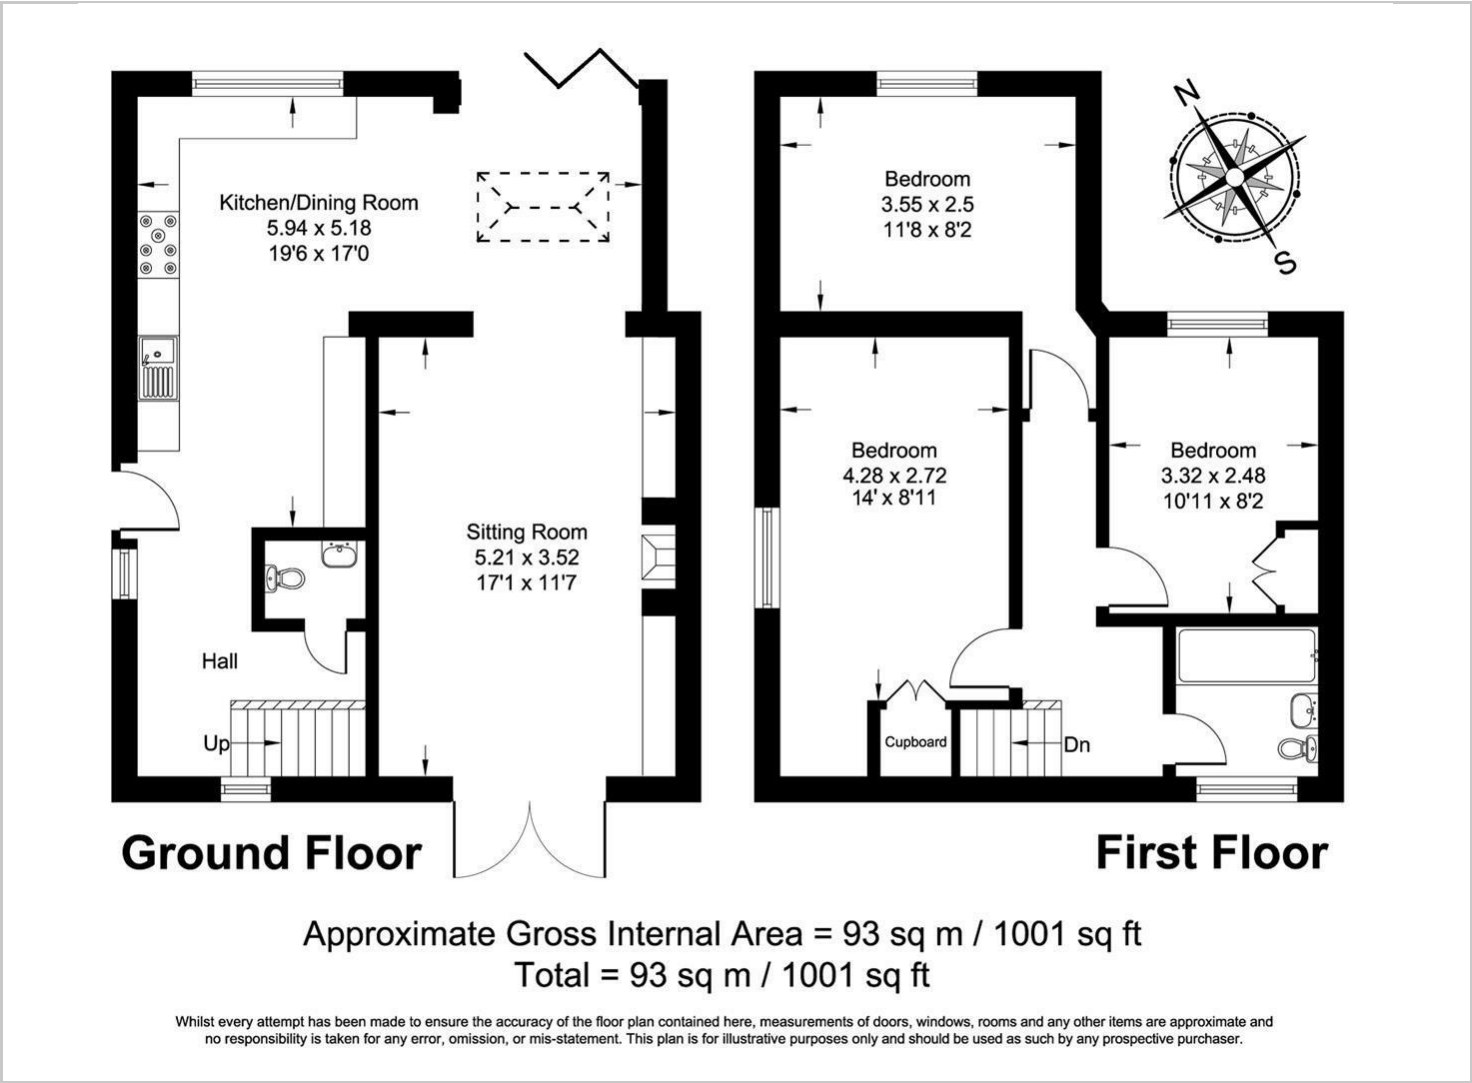 Kitchen/Dining Room
5.94 x 5.18
19'6 x 17'0
Sitting Room
5.21 x 3.52
17'1 x 11'7
Hall
Up
Ground Floor
Bedroom
3.55 x 2.5
11'8 x 8'2
N
S
Bedroom
4.28 x 2.72
14' x 8'11
Bedroom
3.32 x 2.48
10'11 x 8'2
Cupboard
Dn
First Floor
Approximate Gross Internal Area = 93 sq m / 1001 sq ft
Total = 93 sq m / 1001 sq ft
Whilst every attempt has been made to ensure the accuracy of the floor plan contained here, measurements of doors, windows, rooms and any other items are approximate and
no responsibility is taken for any error, omission, or mis-statement. This plan is for illustrative purposes only and should be used as such by any prospective purchaser.